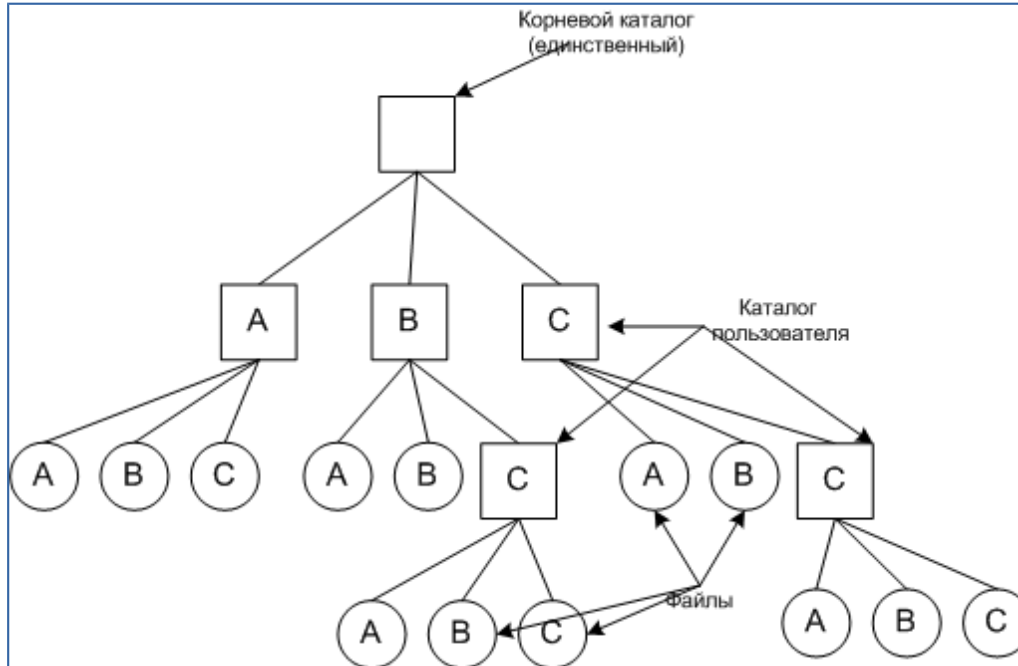 Корневой каталог
(единственный)
A
B
C
Каталог
пользователя
A
B
C
A
B
C
A
B
C
Файлы
A
B
C
A
B
C